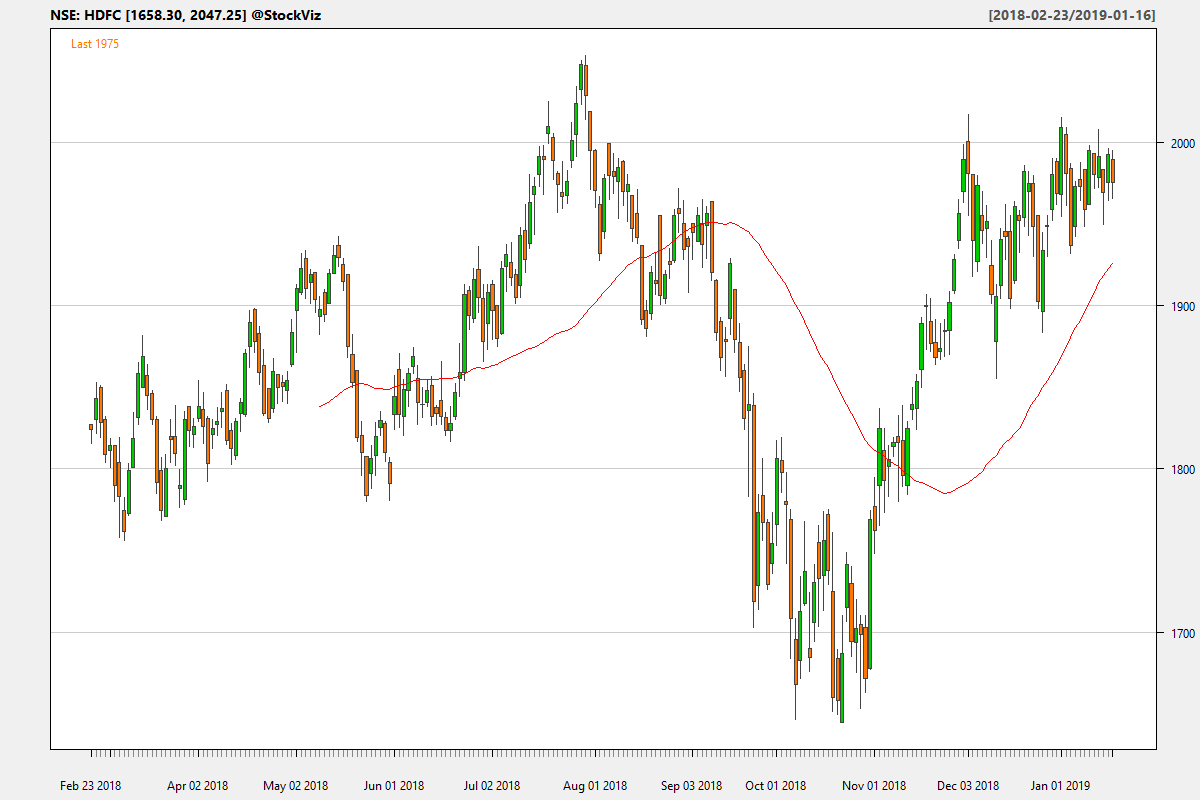 NSE: HDFC [1658.30, 2047.25] @StockViz
[2018-02-23/2019-01-16]
Last 1975
2000
1900
1800
1700
Feb 23 2018 Apr 02 2018 May 02 2018 Jun 01 2018 Jul 02 2018 Aug 01 2018 Sep 03 2018 Oct 01 2018 Nov 01 2018 Dec 03 2018 Jan 01 2019